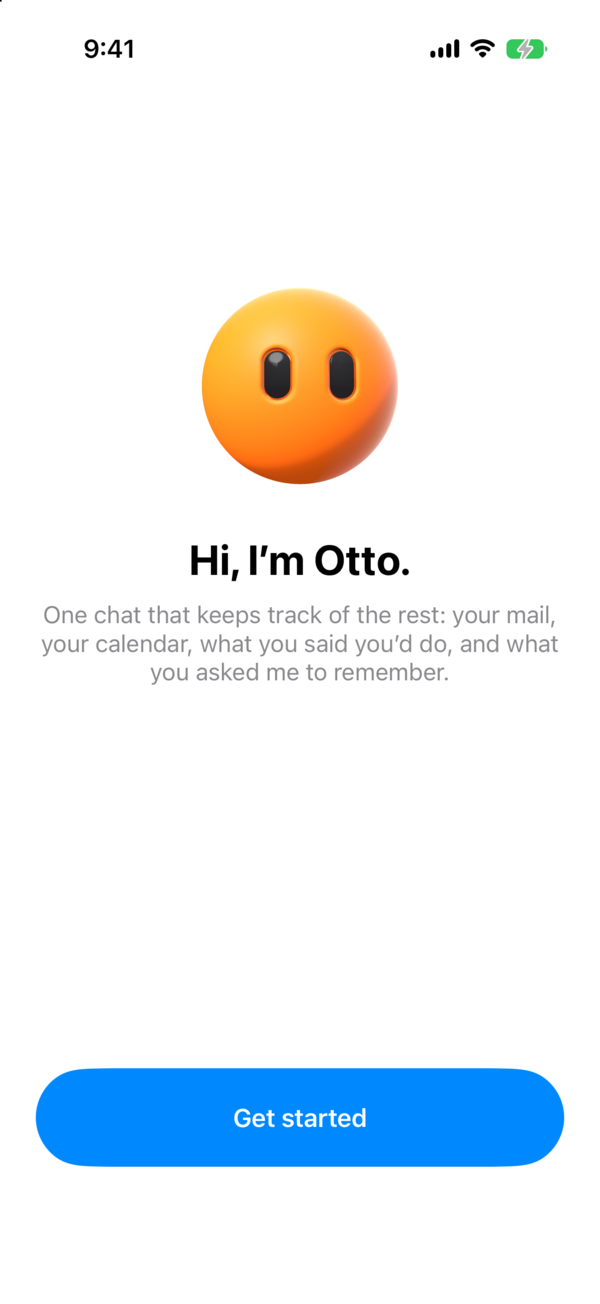 9:41
Hi, I’m Otto.
One chat that keeps track of the rest: your mail,
your calendar, what you said you’d do, and what
you asked me to remember.
Get started